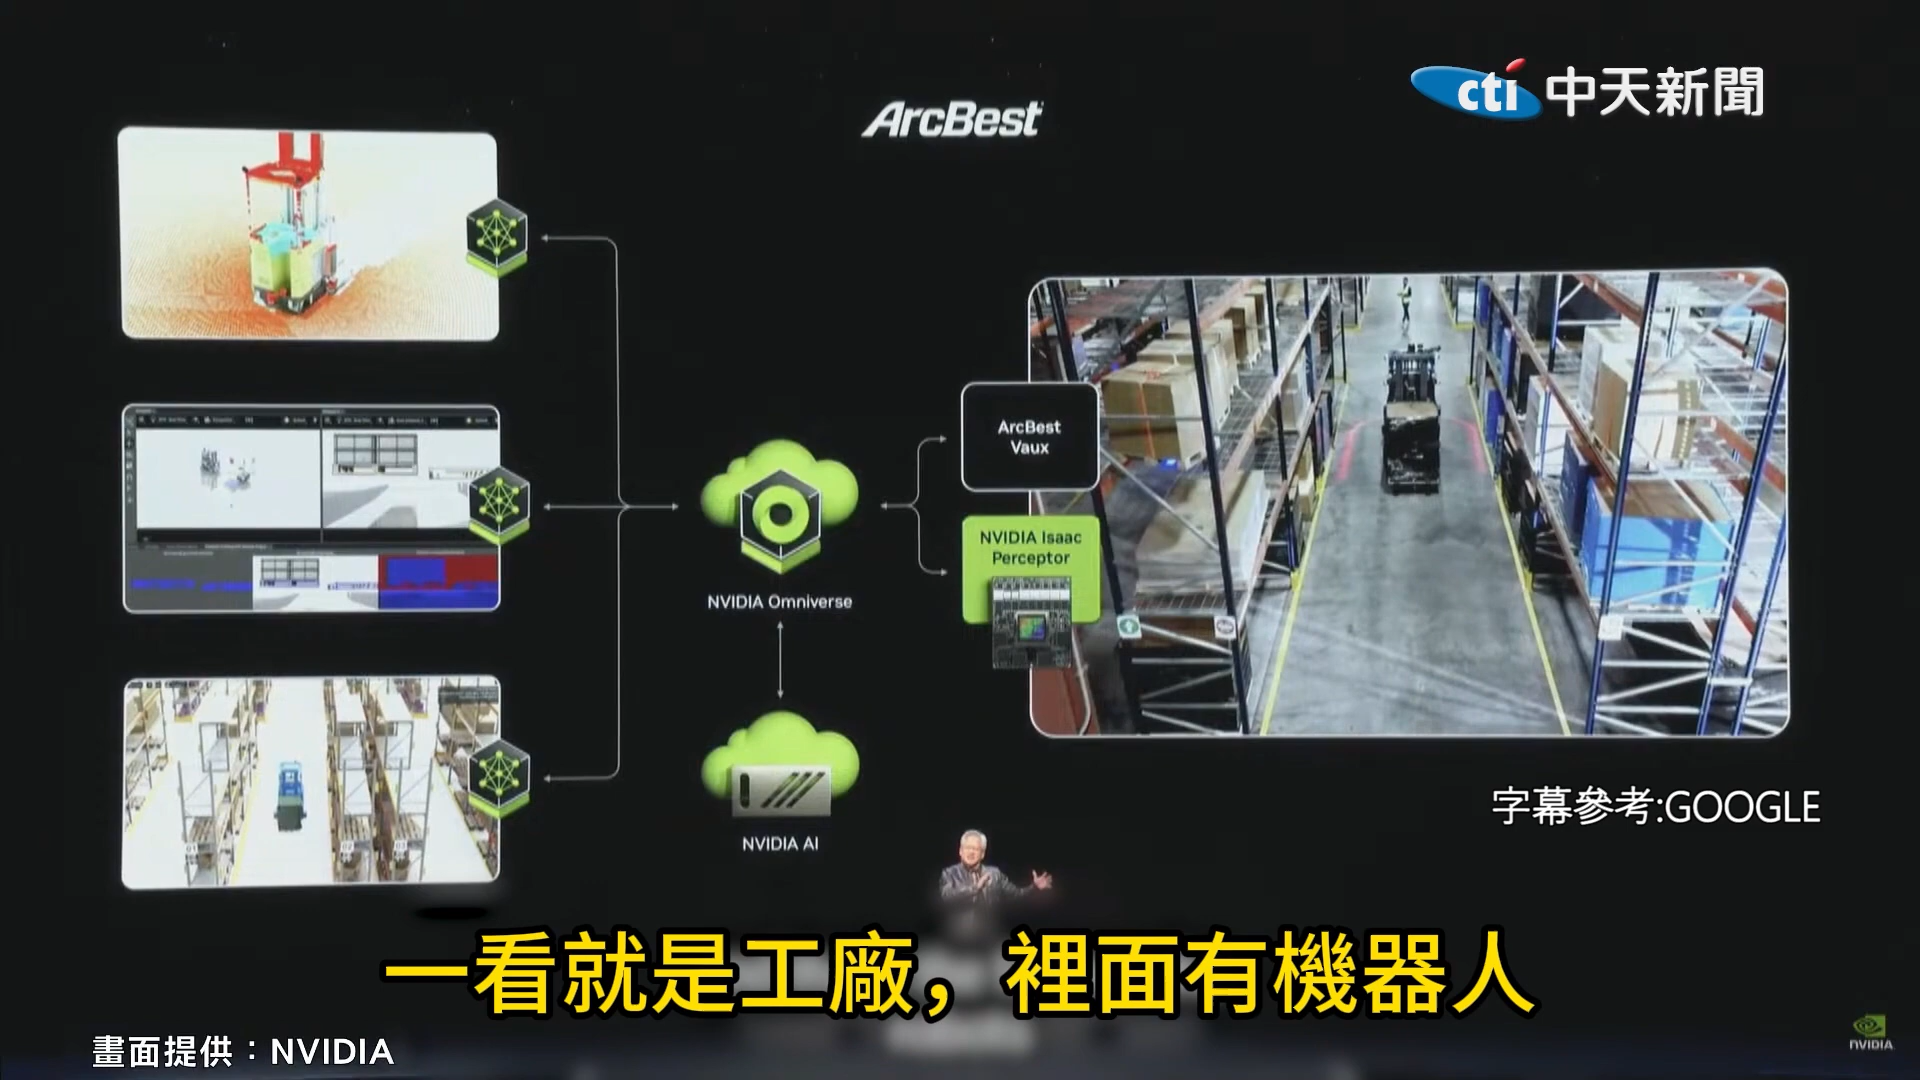 ArcBest
cti 中天新聞
ArcBest
Vaux
NVIDIA Isaac
Perceptor
NVIDIA Omniverse
NVIDIA AI
字幕參考:GOOGLE
一看就是工廠，裡面有機器人
畫面提供：NVIDIA
NVIDIA